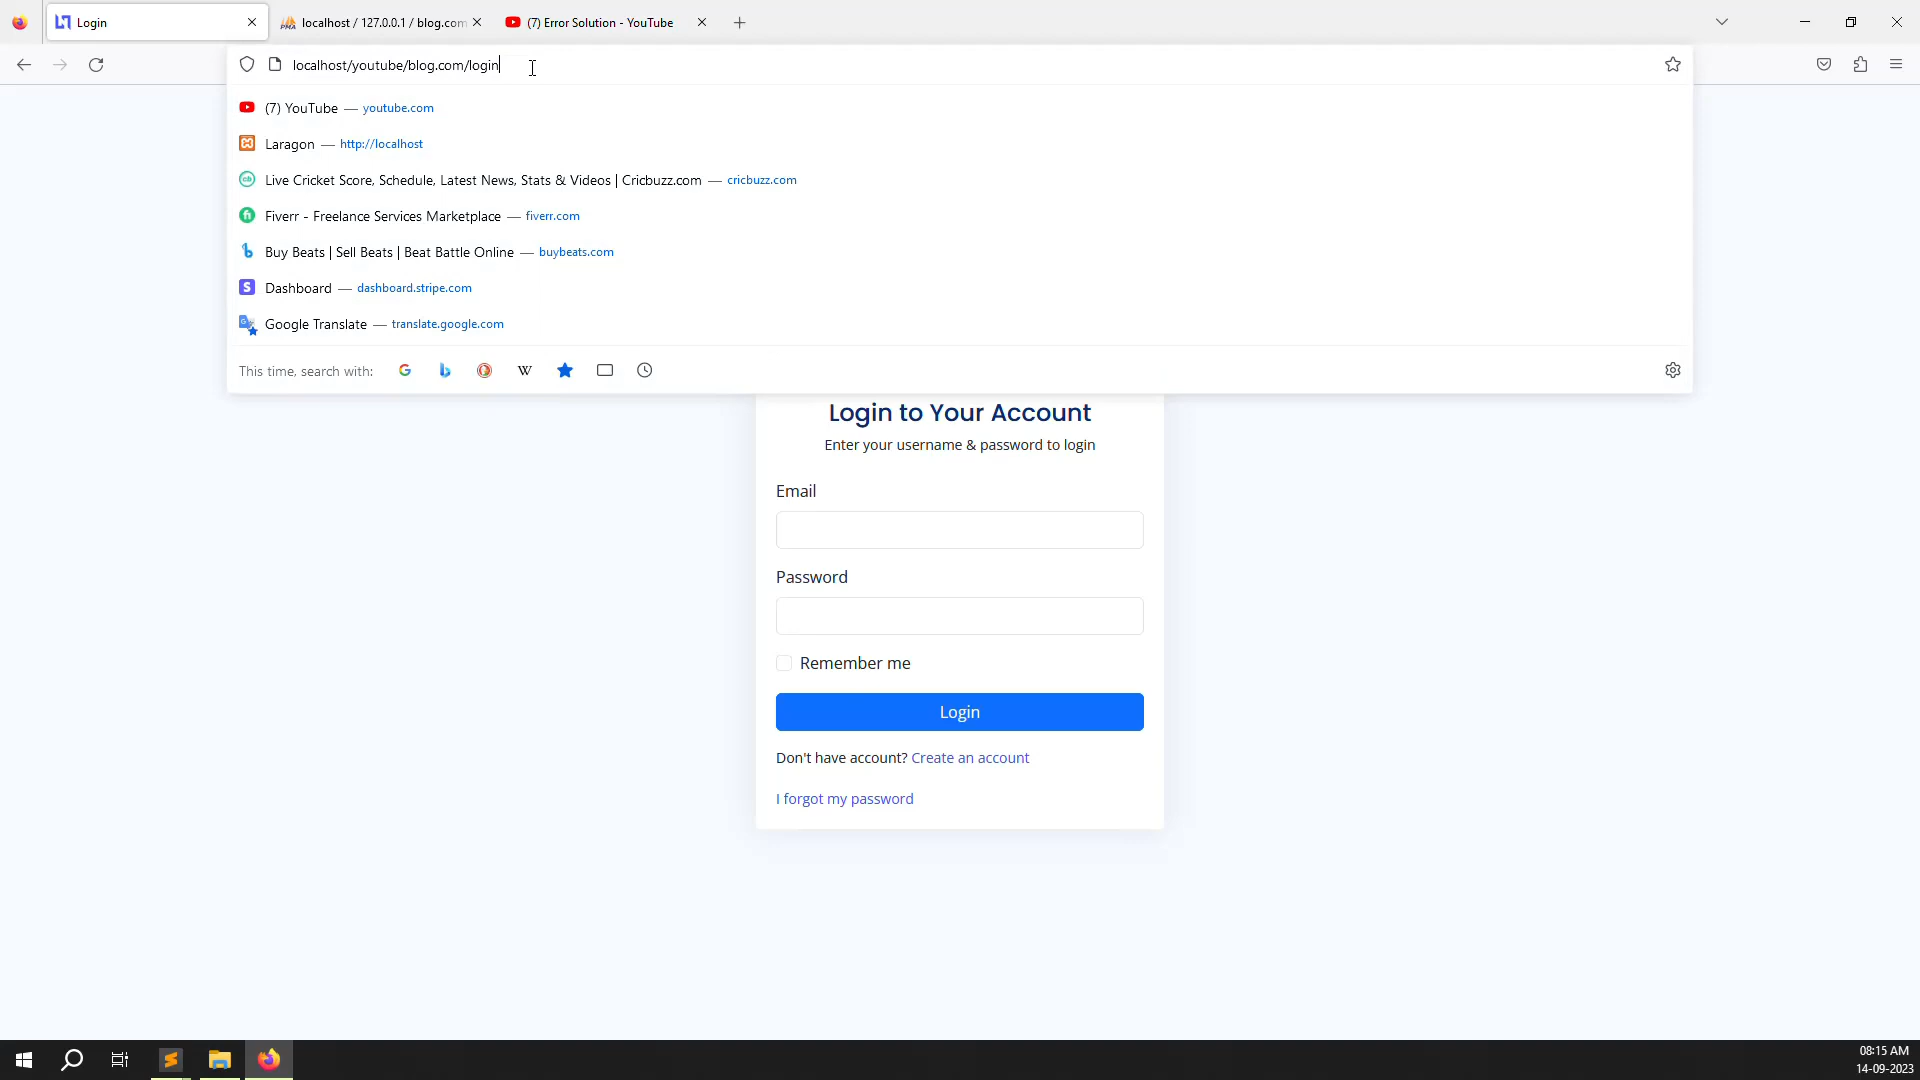 Login
localhost / 127.0.0.1 / blog.com
(7) Error Solution - YouTube
localhost/youtube/blog.com/login
(7) YouTube — youtube.com
Laragon — http://localhost
Live Cricket Score, Schedule, Latest News, Stats & Videos | Cricbuzz.com — cricbuzz.com
Fiverr - Freelance Services Marketplace — fiverr.com
Buy Beats | Sell Beats | Beat Battle Online — buybeats.com
Dashboard — dashboard.stripe.com
Google Translate — translate.google.com
This time, search with:
Login to Your Account
Enter your username & password to login
Email
Password
Remember me
Login
Don't have account? Create an account
I forgot my password
08:15 AM
14-09-2023